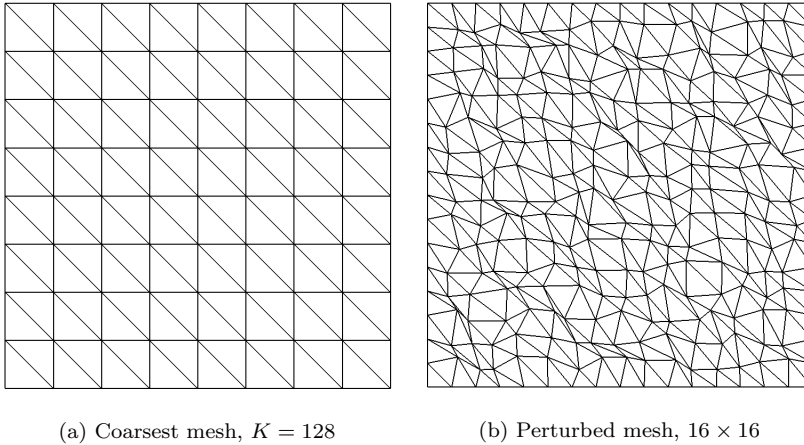 (a) Coarsest mesh, K = 128
(b) Perturbed mesh, 16 × 16